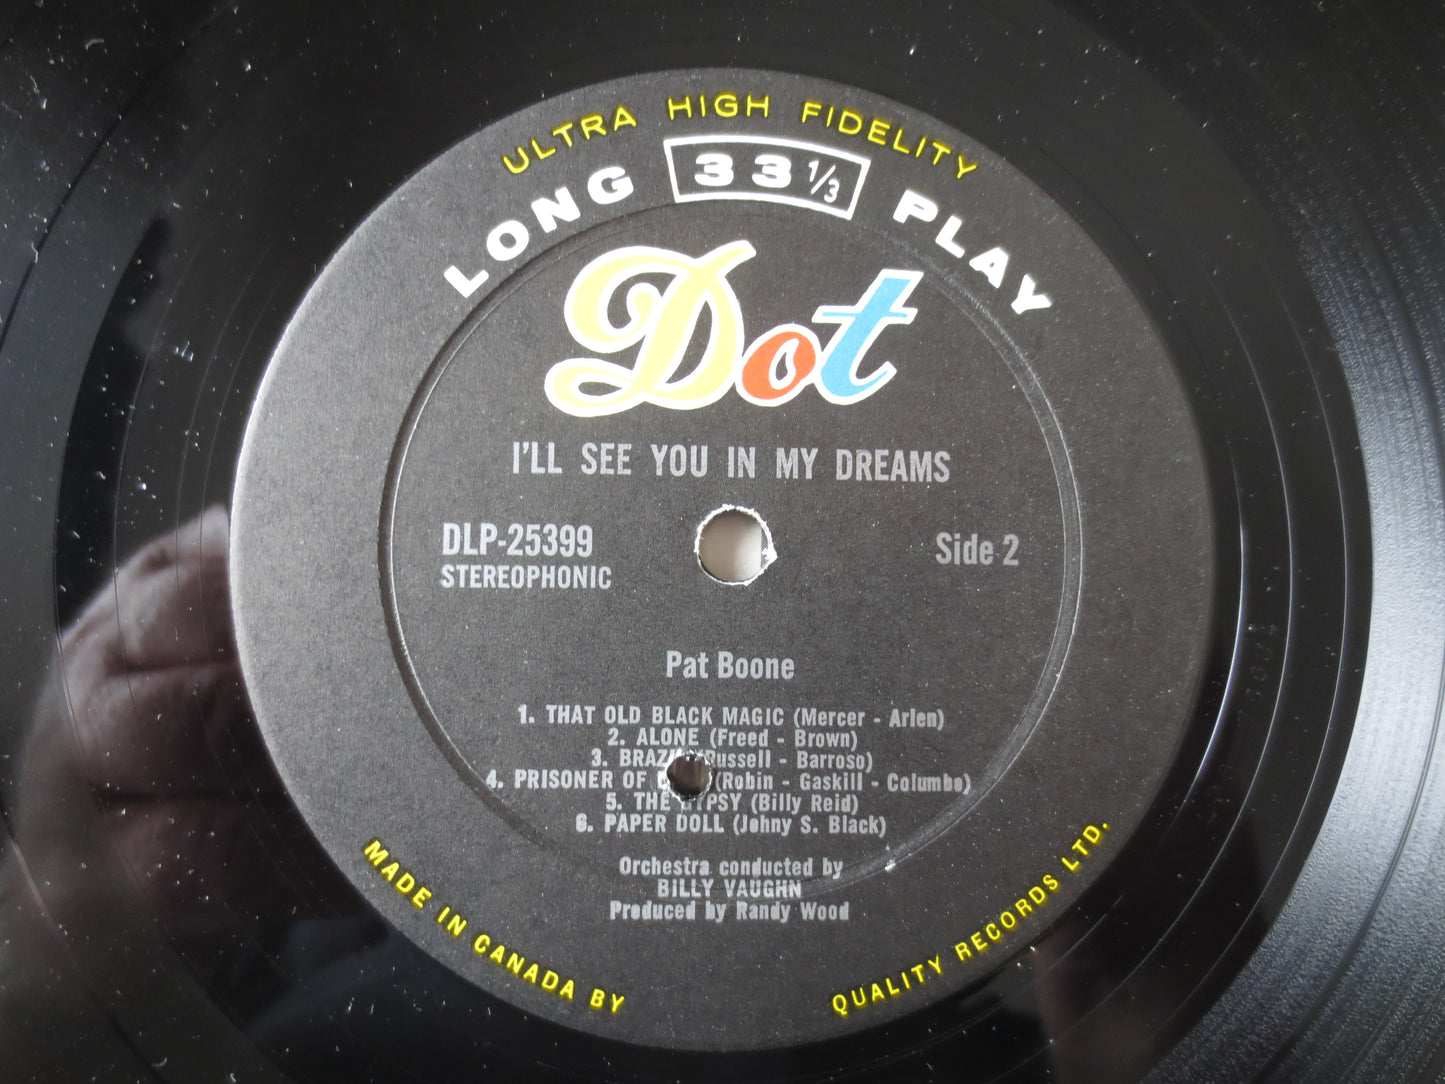 ULTRA HIGH FIDELITY
LONG 33 1/3 PLAY
Dot
I'LL SEE YOU IN MY DREAMS
DLP-25399
STEREOPHONIC
Side 2
Pat Boone
1. THAT OLD BLACK MAGIC (Mercer - Arlen)
2. ALONE (Freed - Brown)
3. (Russell - Barroso)
4. PRISONER OF (Robin - Gaskill - Columbo)
5. THE GYPSY (Billy Reid)
6. PAPER DOLL (Johny S. Black)
Orchestra conducted by
BILLY VAUGHN
Produced by Randy Wood
MADE IN CANADA BY
QUALITY RECORDS LTD.